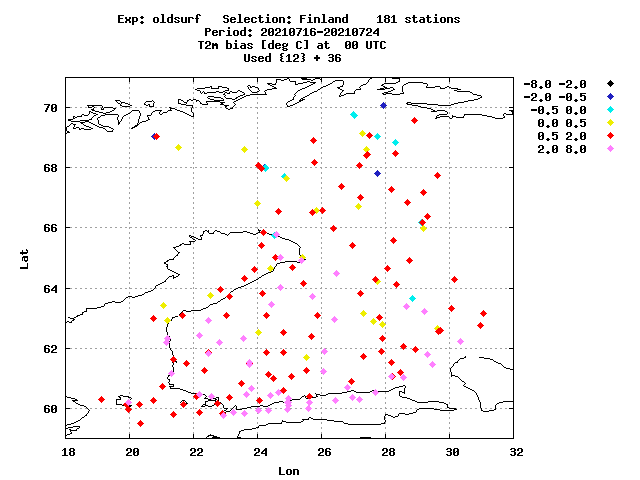 Exp: oldsurf   Selection: Finland    181 stations
Period: 20210716-20210724
T2m bias [deg C] at  00 UTC
Used {12} + 36
-8.0 -2.0
-2.0 -0.5
-0.5 0.0
0.0 0.5
0.5 2.0
2.0 8.0
70
68
66
64
62
60
Lat
18 20 22 24 26 28 30 32
Lon